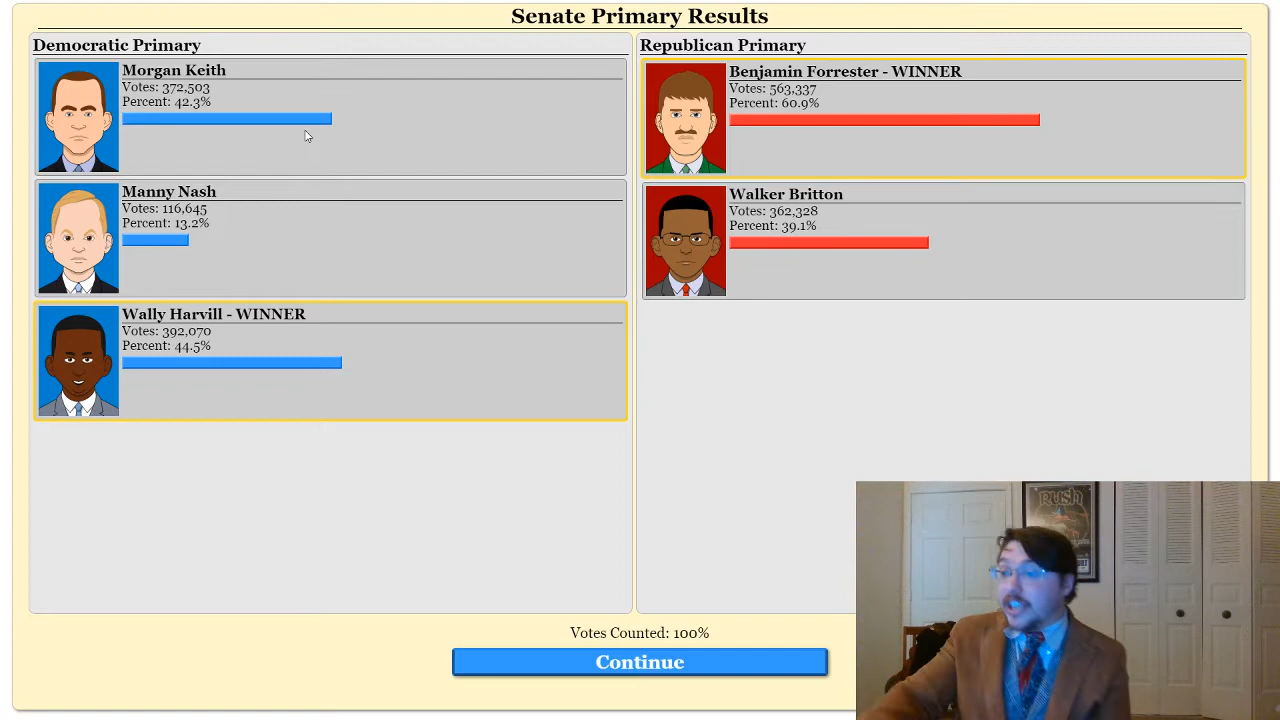 Senate Primary Results
Democratic Primary
Morgan Keith
Votes: 372,503
Percent: 42.3%
Manny Nash
Votes: 116,645
Percent: 13.2%
Wally Harvill - WINNER
Votes: 392,070
Percent: 44.5%
Republican Primary
Benjamin Forrester - WINNER
Votes: 563,337
Percent: 60.9%
Walker Britton
Votes: 362,328
Percent: 39.1%
Votes Counted: 100%
Continue
RUSH